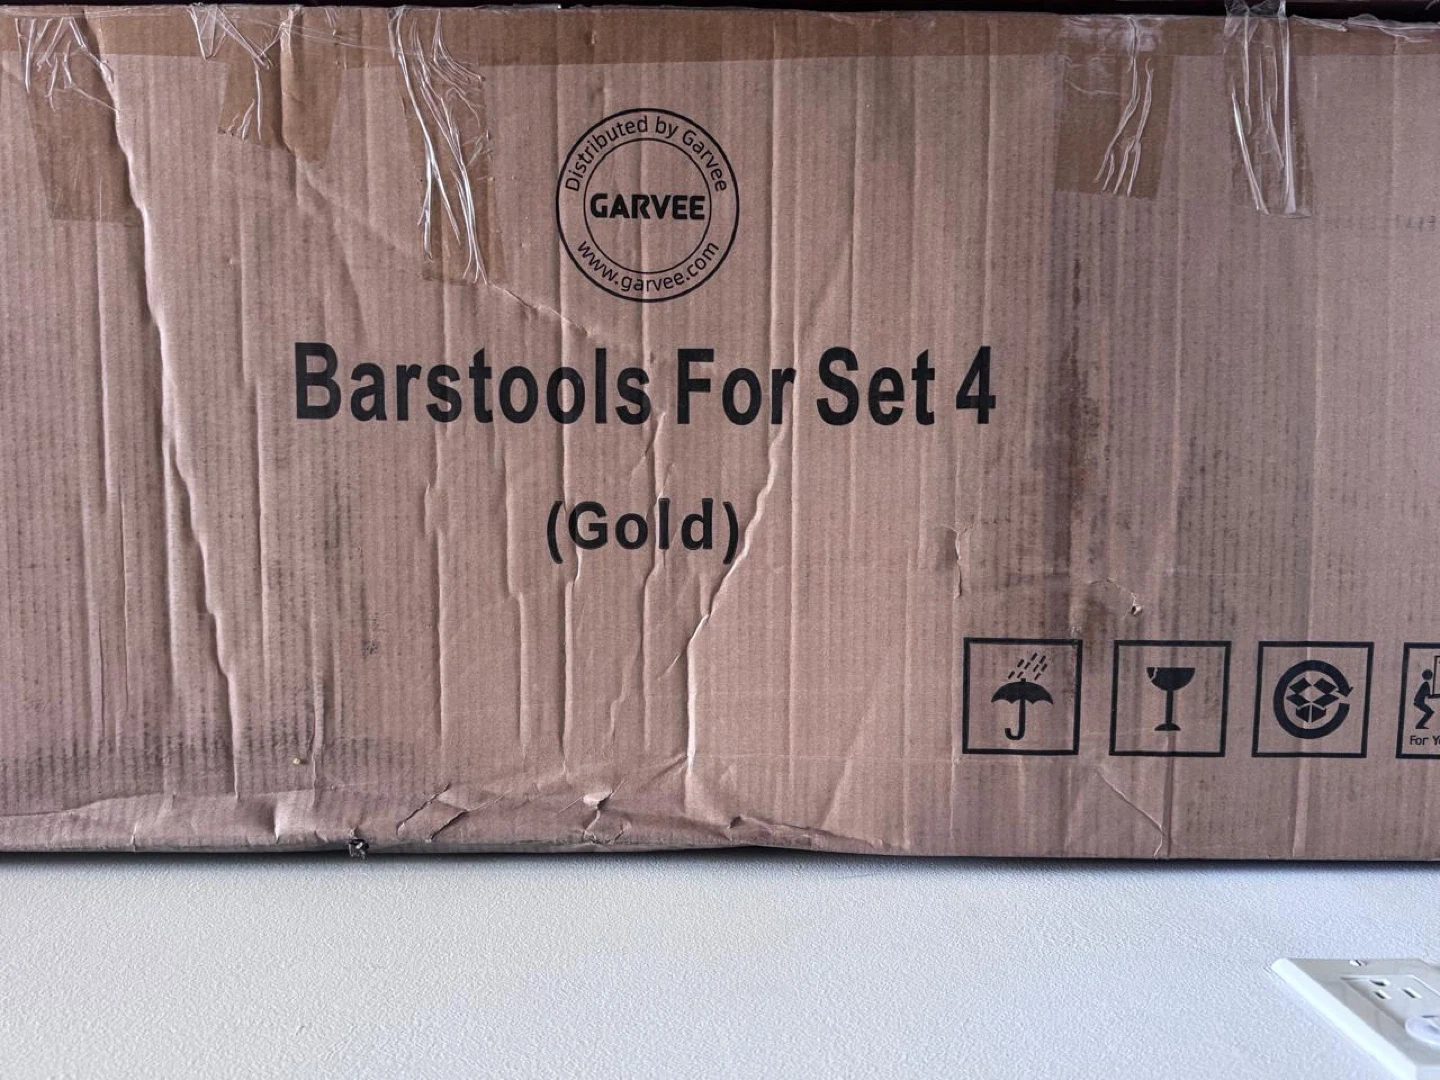 Distributed by Garvee
GARVEE
www.garvee.com
Barstools For Set 4
(Gold)
For